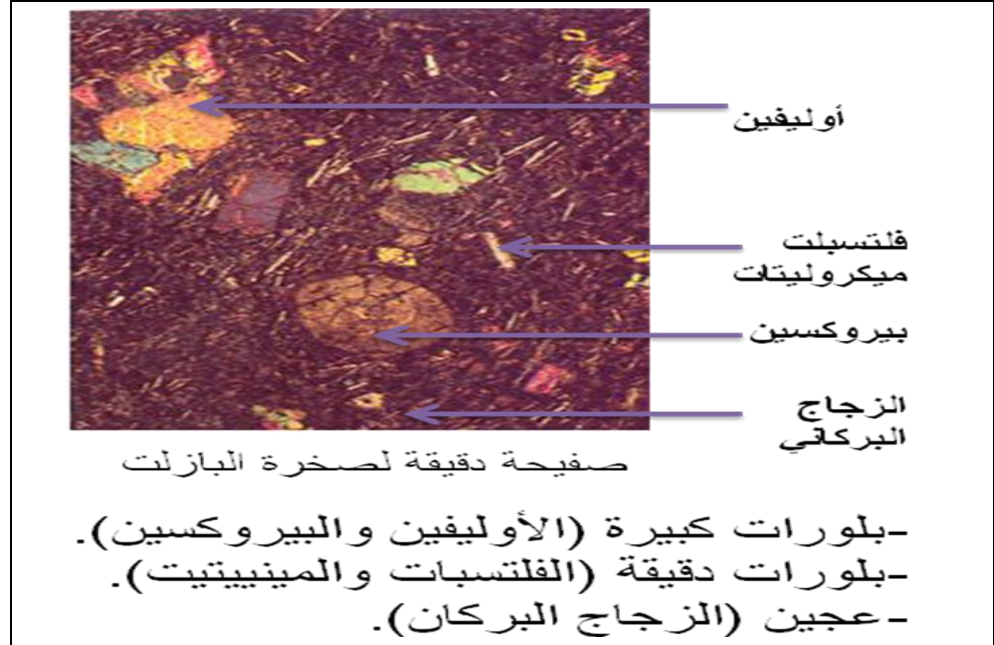 أوليفين
فلتسبلت
ميكروليتات
بيروكسين
الزجاج
البركاني
صفيحة دقيقة لصخرة البازلت
-بلورات كبيرة (الأوليفين والبيروكسين).
-بلورات دقيقة (الفلتسبات والمينييتيت).
-عجين (الزجاج البركان).